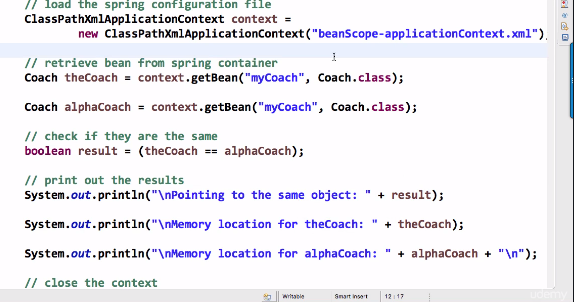 // load the spring configuration file
ClassPathXmlApplicationContext context =
new ClassPathXmlApplicationContext("beanScope-applicationContext.xml")
// retrieve bean from spring container
Coach theCoach = context.getBean("myCoach", Coach.class);
Coach alphaCoach = context.getBean("myCoach", Coach.class);
// check if they are the same
boolean result = (theCoach == alphaCoach);
// print out the results
System.out.println("\nPointing to the same object: " + result);
System.out.println("\nMemory location for theCoach: " + theCoach);
System.out.println("\nMemory location for alphaCoach: " + alphaCoach + "\n");
// close the context
Writable Smart Insert 12 : 17
udemy